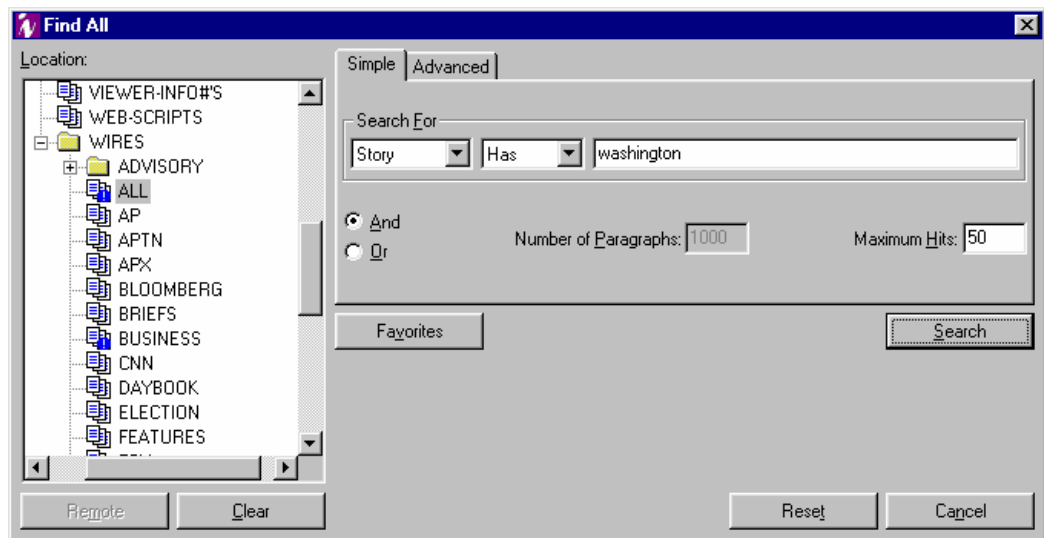 Find All
Location:
VIEWER-INFO#'S
WEB-SCRIPTS
WIRES
ADVISORY
ALL
AP
APTN
APX
BLOOMBERG
BRIEFS
BUSINESS
CNN
DAYBOOK
ELECTION
FEATURES
Remote Clear
Simple Advanced
Search For
Story Has washington
And
Or
Number of Paragraphs: 1000 Maximum Hits: 50
Favorites Search
Reset Cancel